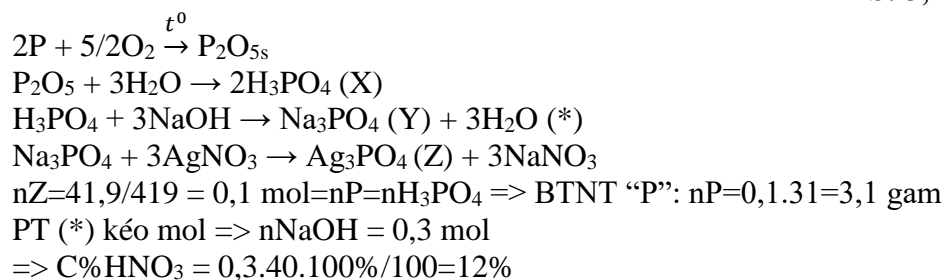 2P + 5/2O₂ \xrightarrow{t⁰} P₂O₅ₛ
P₂O₅ + 3H₂O → 2H₃PO₄ (X)
H₃PO₄ + 3NaOH → Na₃PO₄ (Y) + 3H₂O (*)
Na₃PO₄ + 3AgNO₃ → Ag₃PO₄ (Z) + 3NaNO₃
nZ=41,9/419 = 0,1 mol=nP=nH₃PO₄ => BTNT “P”: nP=0,1.31=3,1 gam
PT (*) kéo mol => nNaOH = 0,3 mol
=> C%HNO₃ = 0,3.40.100%/100=12%